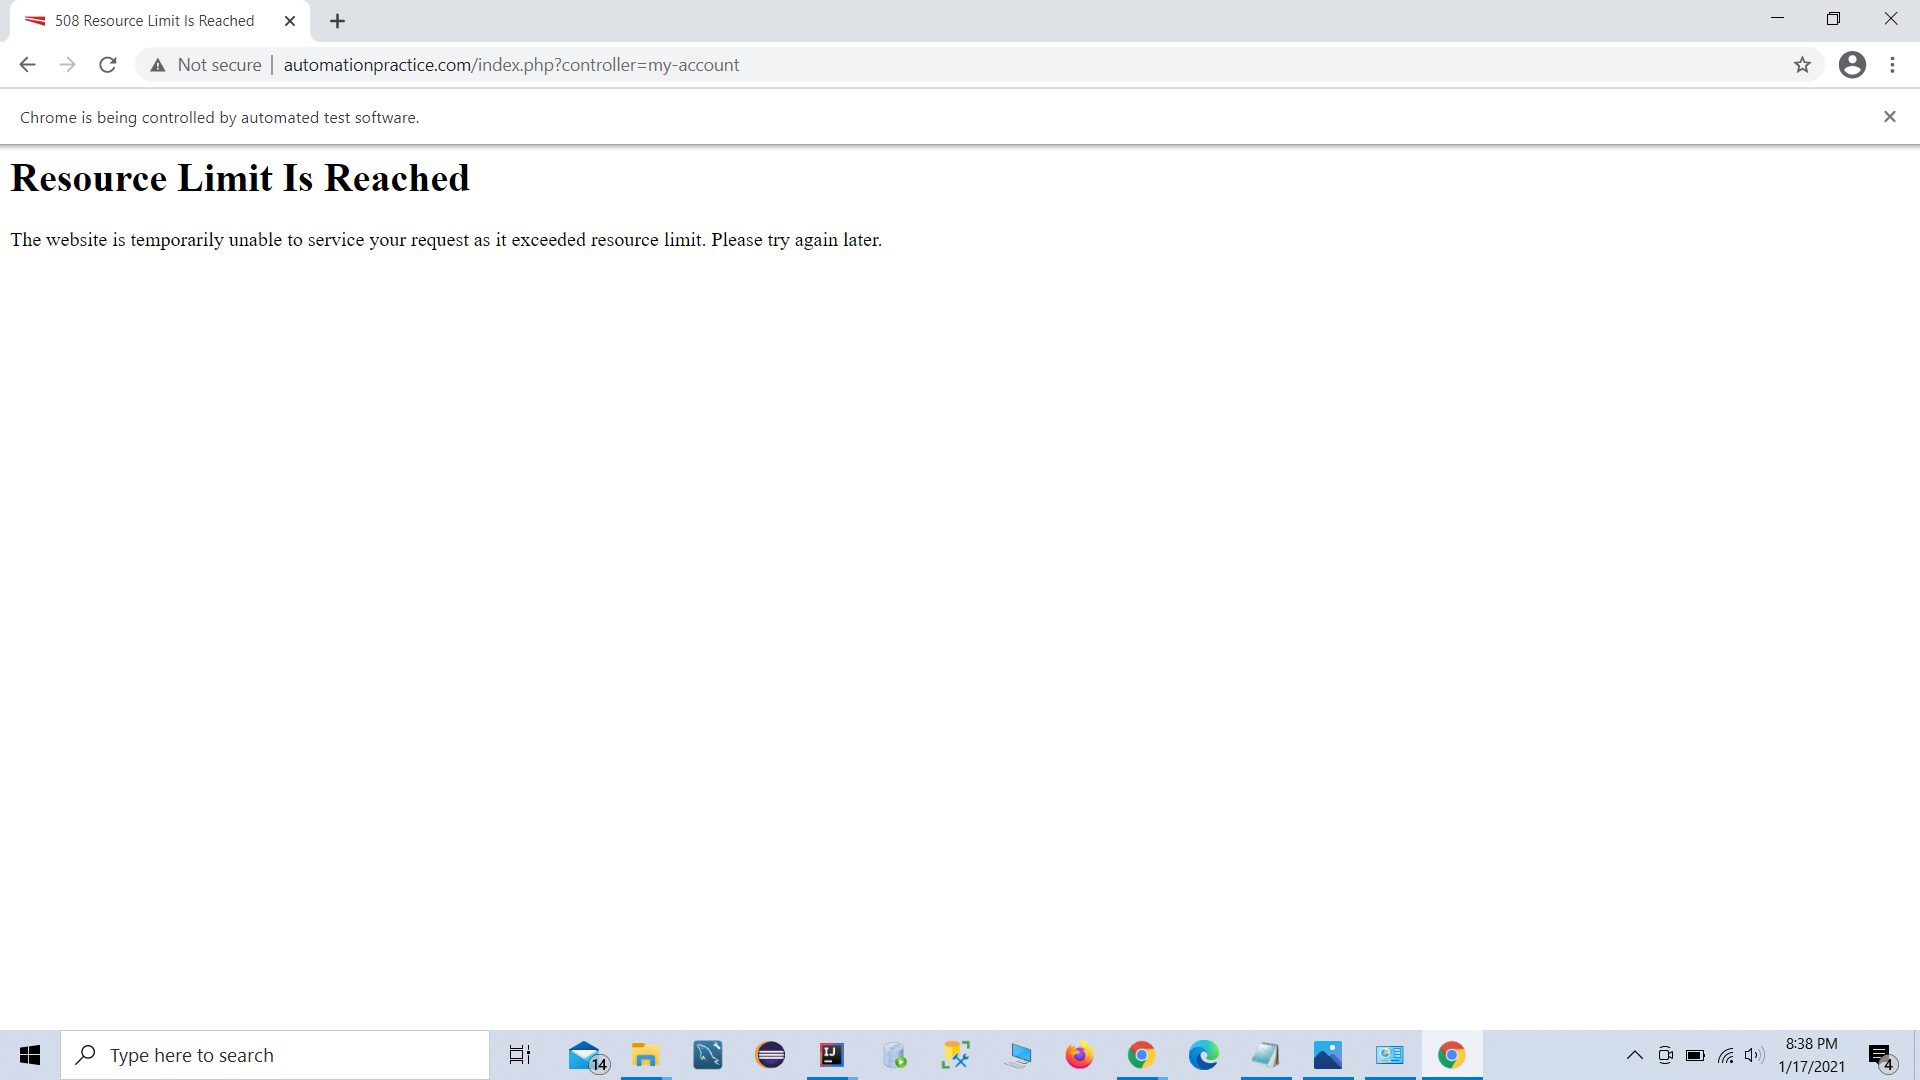 508 Resource Limit Is Reached
Not secure | automationpractice.com/index.php?controller=my-account
Chrome is being controlled by automated test software.
Resource Limit Is Reached
The website is temporarily unable to service your request as it exceeded resource limit. Please try again later.
Type here to search
14
IJ
8:38 PM
1/17/2021
4